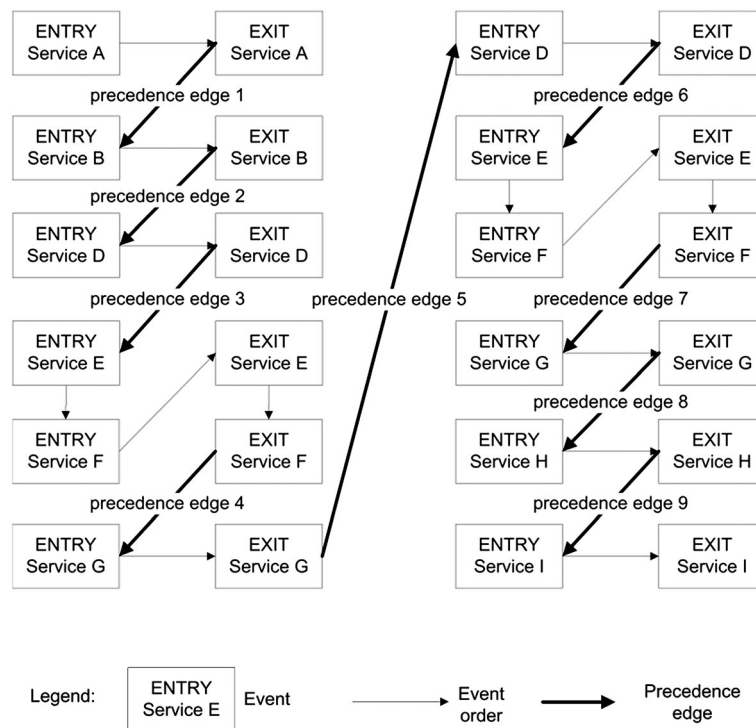 ENTRY
Service A
EXIT
Service A
precedence edge 1
ENTRY
Service B
EXIT
Service B
precedence edge 2
ENTRY
Service D
EXIT
Service D
precedence edge 3
ENTRY
Service E
EXIT
Service E
ENTRY
Service F
EXIT
Service F
precedence edge 4
ENTRY
Service G
EXIT
Service G
precedence edge 5
ENTRY
Service D
EXIT
Service D
precedence edge 6
ENTRY
Service E
EXIT
Service E
ENTRY
Service F
EXIT
Service F
precedence edge 7
ENTRY
Service G
EXIT
Service G
precedence edge 8
ENTRY
Service H
EXIT
Service H
precedence edge 9
ENTRY
Service I
EXIT
Service I
Legend:
ENTRY
Service E
Event
Event
order
Precedence
edge